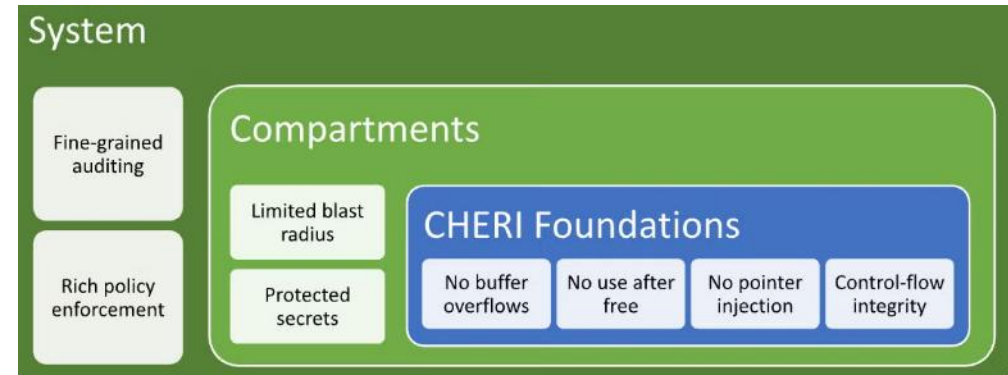 System
Fine-grained
auditing
Rich policy
enforcement
Compartments
Limited blast
radius
Protected
secrets
CHERI Foundations
No buffer
overflows
No use after
free
No pointer
injection
Control-flow
integrity